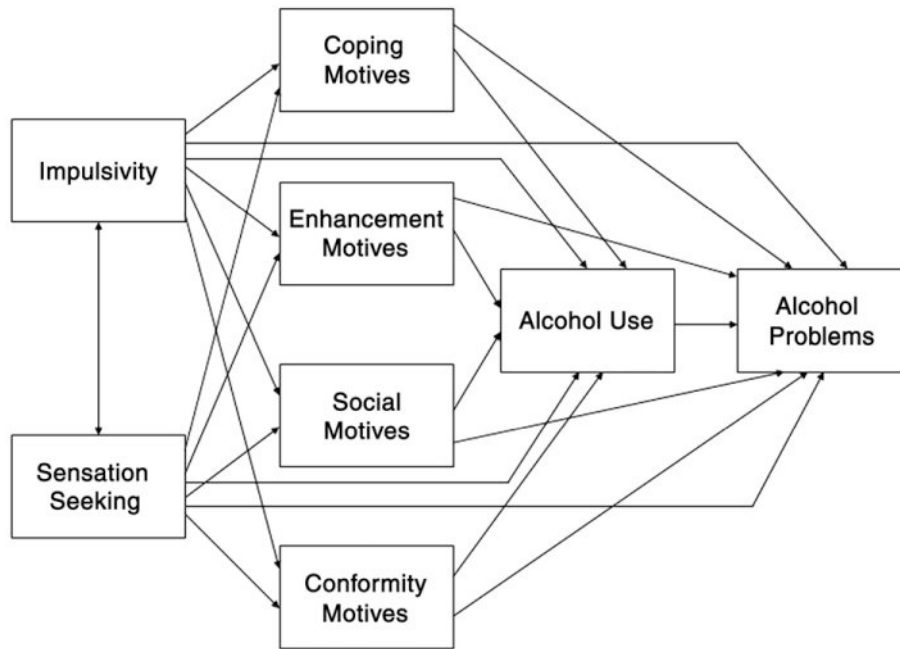 Coping
Motives
Impulsivity
Enhancement
Motives
Alcohol Use
Alcohol
Problems
Social
Motives
Sensation
Seeking
Conformity
Motives